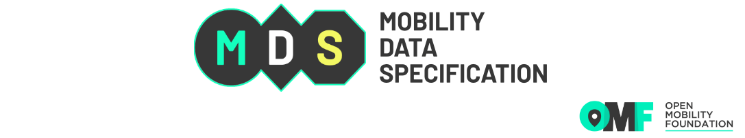 MDS
MOBILITY
DATA
SPECIFICATION
OMF
OPEN
MOBILITY
FOUNDATION